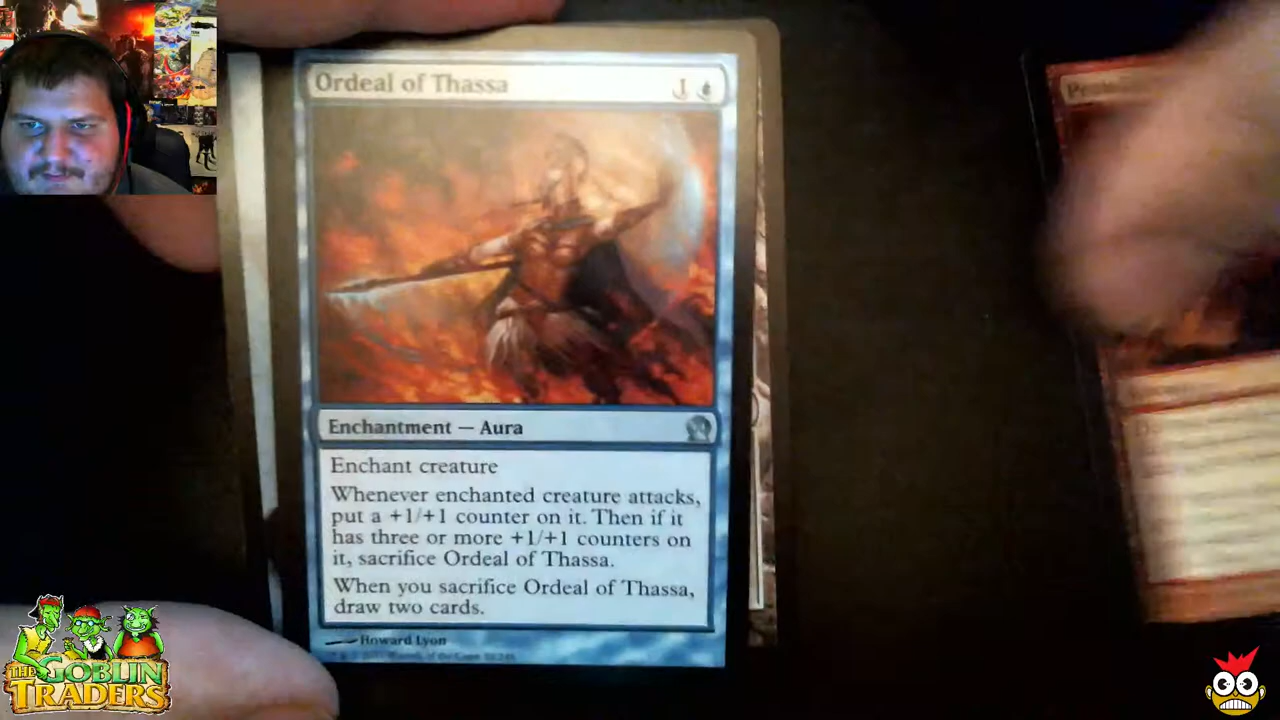 Ordeal of Thassa
1
Enchantment — Aura
Enchant creature
Whenever enchanted creature attacks,
put a +1/+1 counter on it. Then if it
has three or more +1/+1 counters on
it, sacrifice Ordeal of Thassa.
When you sacrifice Ordeal of Thassa,
draw two cards.
Howard Lyon
THE
GOBLIN
TRADERS